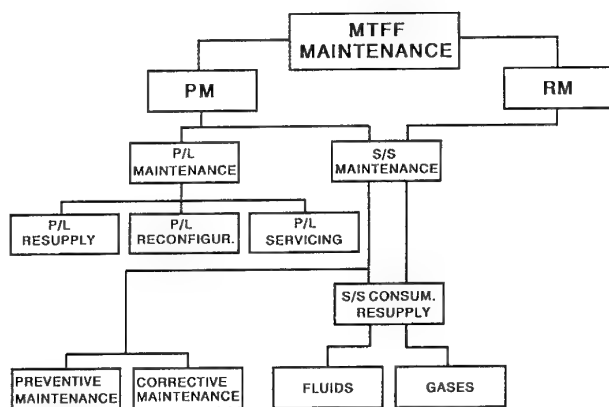 MTFF
MAINTENANCE
PM
RM
P/L
MAINTENANCE
S/S
MAINTENANCE
P/L
RESUPPLY
P/L
RECONFIGUR.
P/L
SERVICING
S/S CONSUM.
RESUPPLY
PREVENTIVE
MAINTENANCE
CORRECTIVE
MAINTENANCE
FLUIDS
GASES